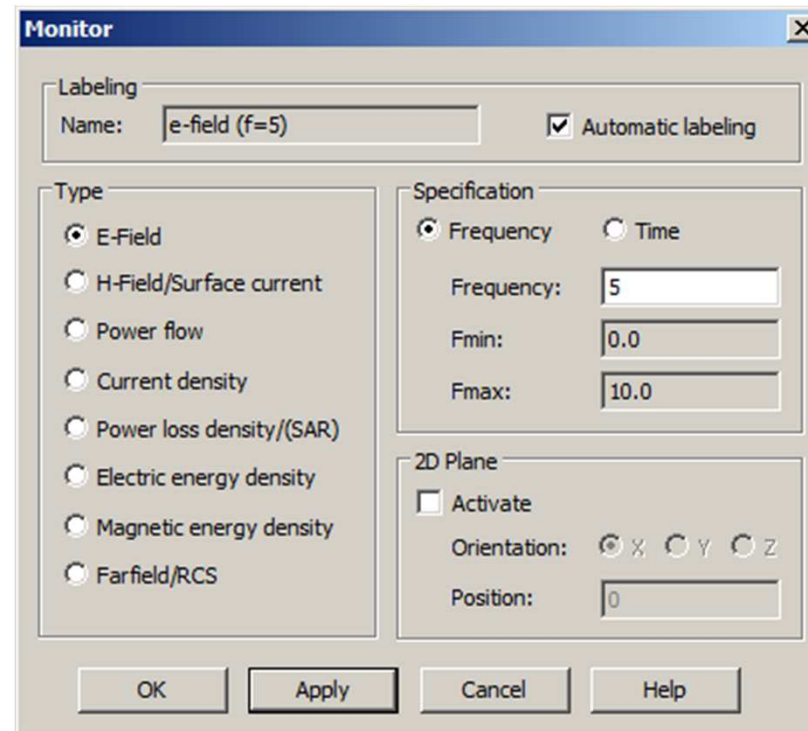 Monitor
Labeling
Name: e-field (f=5) Automatic labeling
Type
E-Field
H-Field/Surface current
Power flow
Current density
Power loss density/(SAR)
Electric energy density
Magnetic energy density
Farfield/RCS
Specification
Frequency Time
Frequency: 5
Fmin: 0.0
Fmax: 10.0
2D Plane
Activate
Orientation: X Y Z
Position: 0
OK Apply Cancel Help